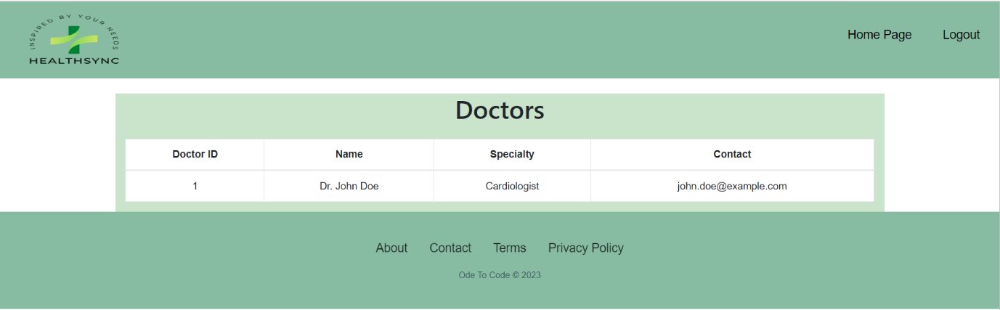 INSPIRED BY YOUR NEEDS
HEALTHSYNC
Home Page Logout
Doctors
Doctor ID Name Specialty Contact
1 Dr. John Doe Cardiologist john.doe@example.com
About Contact Terms Privacy Policy
Ode To Code © 2023